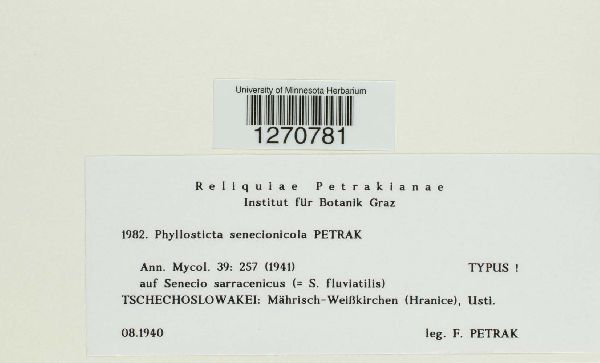 University of Minnesota Herbarium
1270781
Reliquiae Petrakianae
Institut für Botanik Graz
1982. Phyllosticta senecionicola PETRAK
Ann. Mycol. 39: 257 (1941) TYPUS !
auf Senecio sarracenicus (= S. fluviatilis)
TSCHECHOSLOWAKEI: Mährisch-Weißkirchen (Hranice), Usti.
08.1940 leg. F. PETRAK